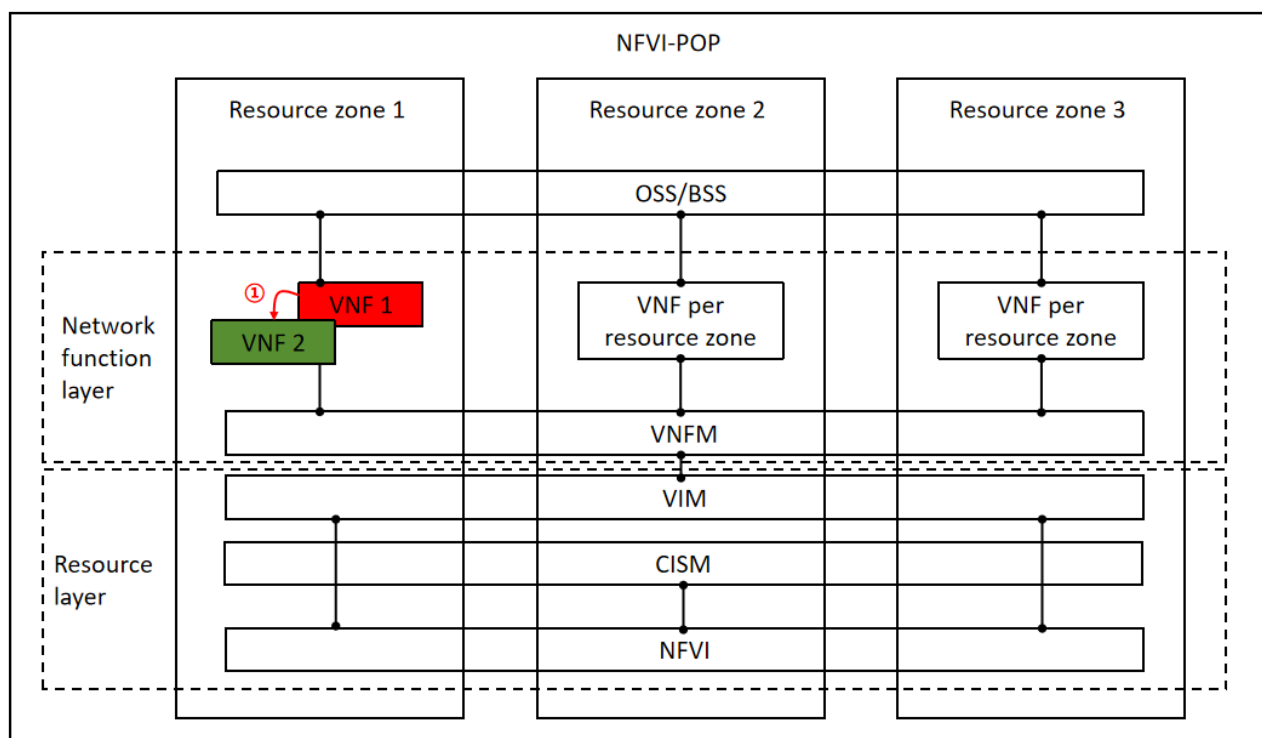 NFVI-POP
Resource zone 1
Resource zone 2
Resource zone 3
OSS/BSS
Network
function
layer
①
VNF 1
VNF 2
VNF per
resource zone
VNF per
resource zone
VNFM
Resource
layer
VIM
CISM
NFVI